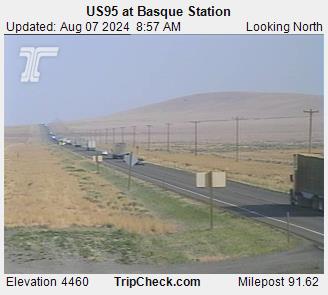 US95 at Basque Station
Updated: Aug 07 2024 8:57 AM Looking North
Elevation 4460 TripCheck.com Milepost 91.62